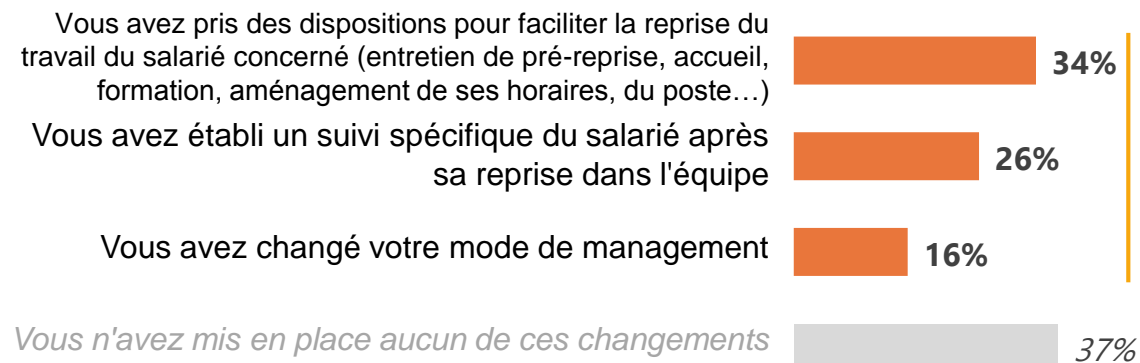 Vous avez pris des dispositions pour faciliter la reprise du
travail du salarié concerné (entretien de pré-reprise, accueil,
formation, aménagement de ses horaires, du poste…)
34%
Vous avez établi un suivi spécifique du salarié après
sa reprise dans l'équipe
26%
Vous avez changé votre mode de management
16%
Vous n'avez mis en place aucun de ces changements
37%